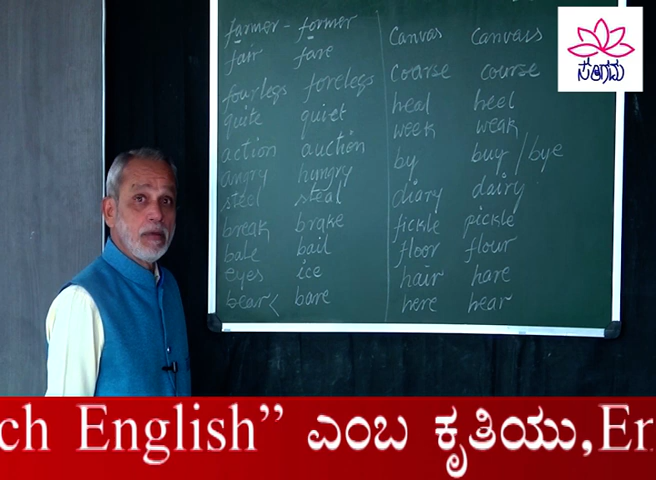 farmer - former
fair fare
fourlegs forelegs
quite quiet
action auction
angry hungry
steel steal
break brake
bale bail
eyes ice
bear < bare
canvas canvass
coarse course
heal heel
week weak
by buy / bye
diary dairy
fickle pickle
floor flour
hair hare
here hear
ch English” ಎಂಬ ಕೃತಿಯು,Er.